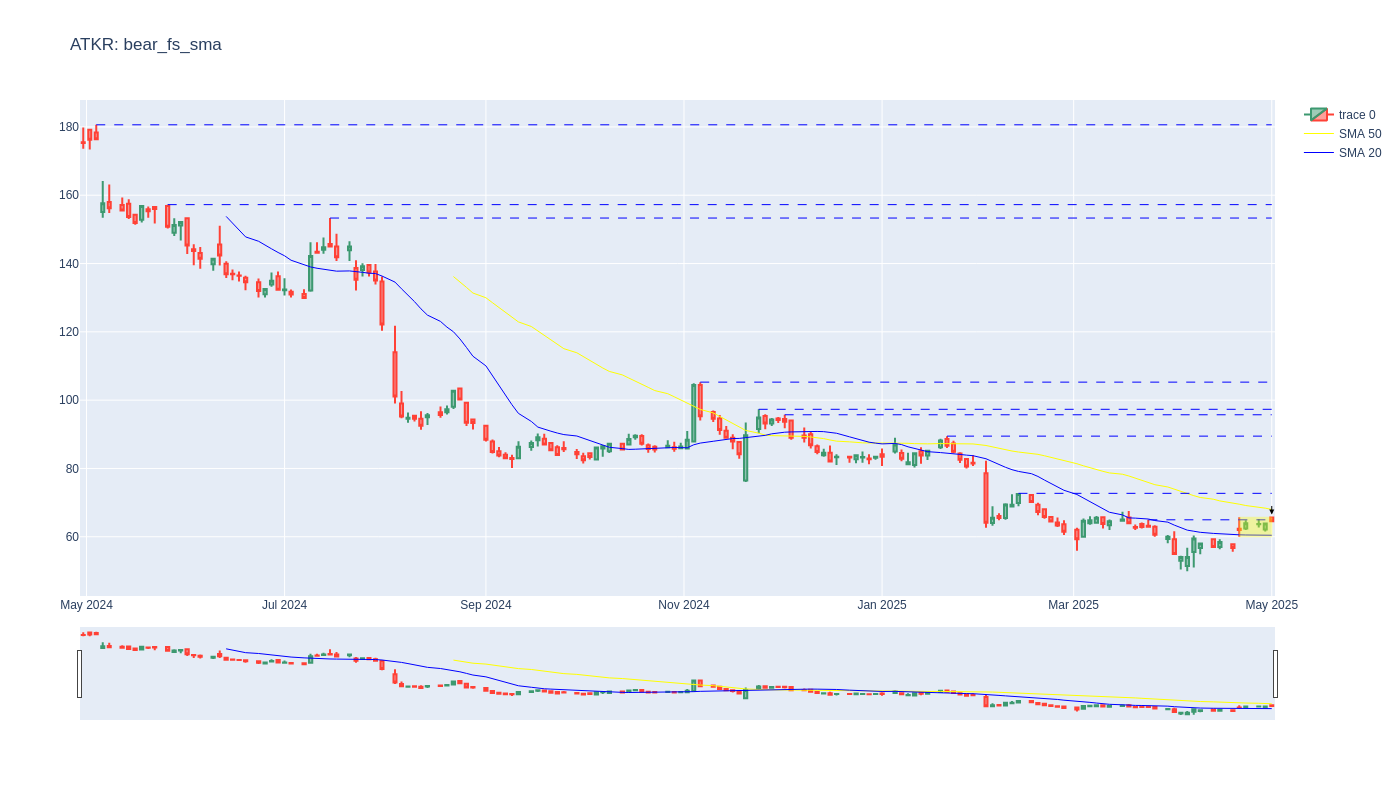 ATKR: bear_fs_sma
trace 0
SMA 50
SMA 20
180
160
140
120
100
80
60
May 2024
Jul 2024
Sep 2024
Nov 2024
Jan 2025
Mar 2025
May 2025